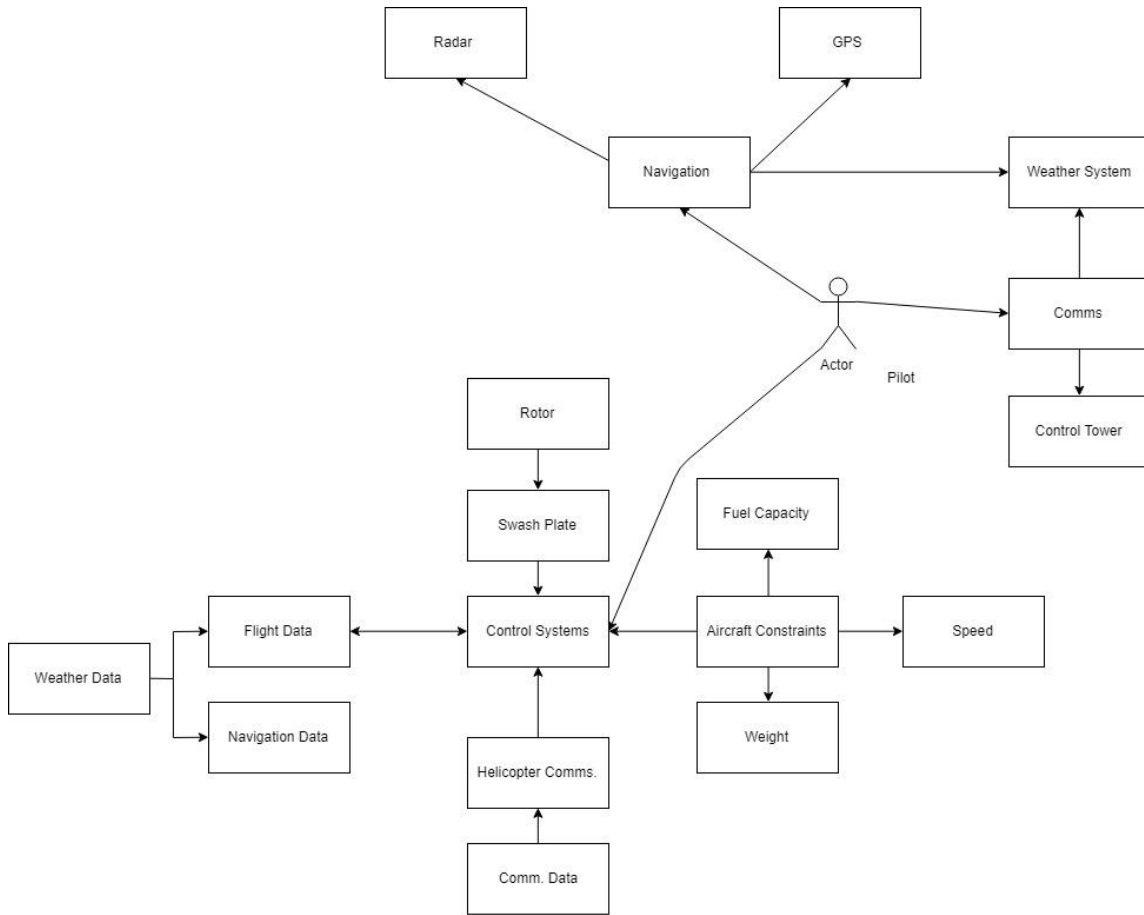 Radar
GPS
Navigation
Weather System
Comms
Actor
Pilot
Rotor
Control Tower
Swash Plate
Fuel Capacity
Flight Data
Control Systems
Aircraft Constraints
Speed
Weather Data
Navigation Data
Weight
Helicopter Comms.
Comm. Data